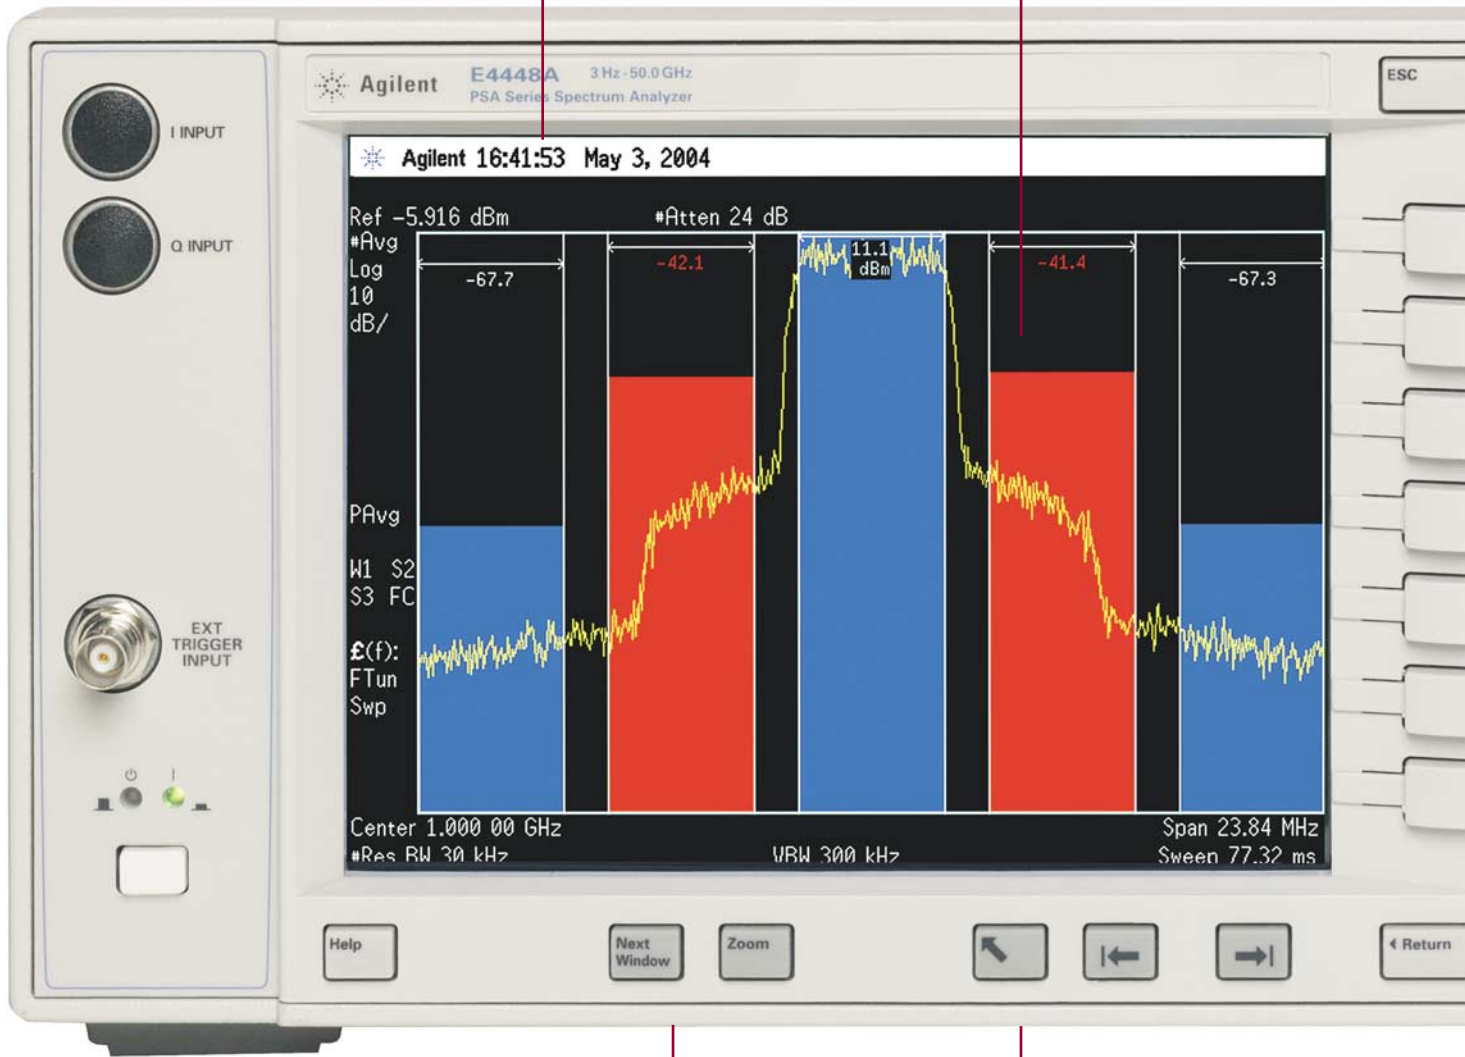 Agilent E4448A 3 Hz - 50.0 GHz
PSA Series Spectrum Analyzer
ESC
I INPUT
Q INPUT
Agilent 16:41:53 May 3, 2004
Ref -5.916 dBm #Atten 24 dB
#Avg
Log
10
dB/
-67.7
-42.1
11.1
dBm
-41.4
-67.3
PAvg
W1 S2
S3 FC
£(f):
FTun
Swp
EXT
TRIGGER
INPUT
Center 1.000 00 GHz Span 23.84 MHz
#Res BW 30 kHz VBW 300 kHz Sweep 77.32 ms
Help
Next
Window
Zoom
Return